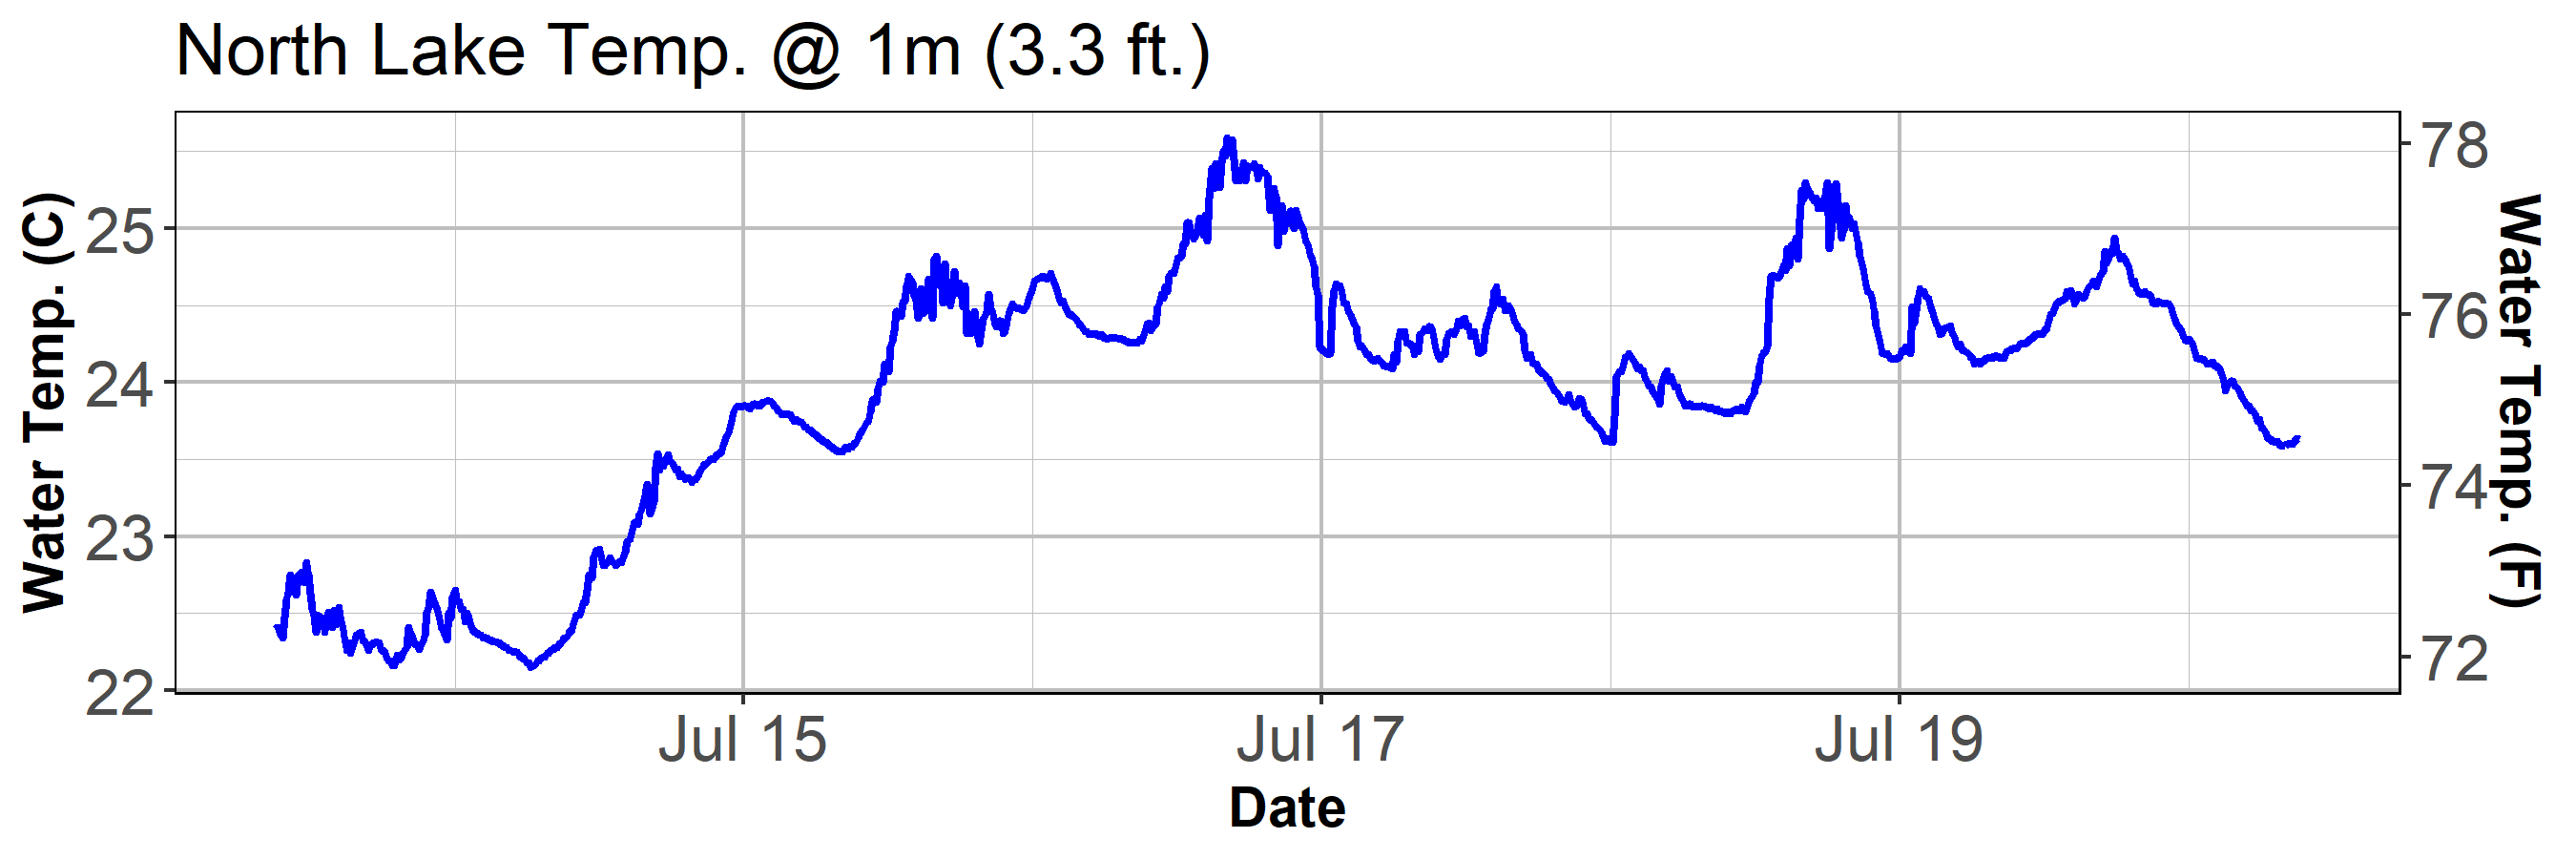 North Lake Temp. @ 1m (3.3 ft.)
Water Temp. (C)
25
24
23
22
78
76
74
72
Water Temp. (F)
Jul 15 Jul 17 Jul 19
Date